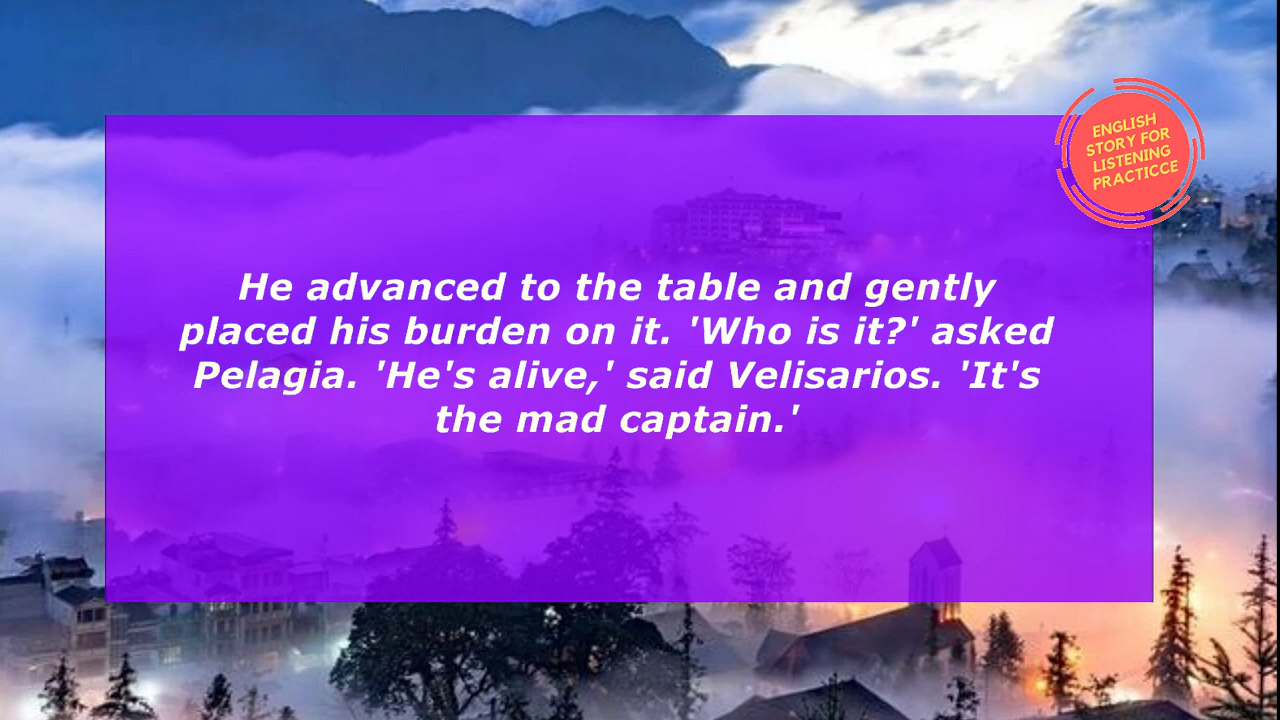 ENGLISH
STORY FOR
LISTENING
PRACTICCE
He advanced to the table and gently
placed his burden on it. 'Who is it?' asked
Pelagia. 'He's alive,' said Velisarios. 'It's
the mad captain.'